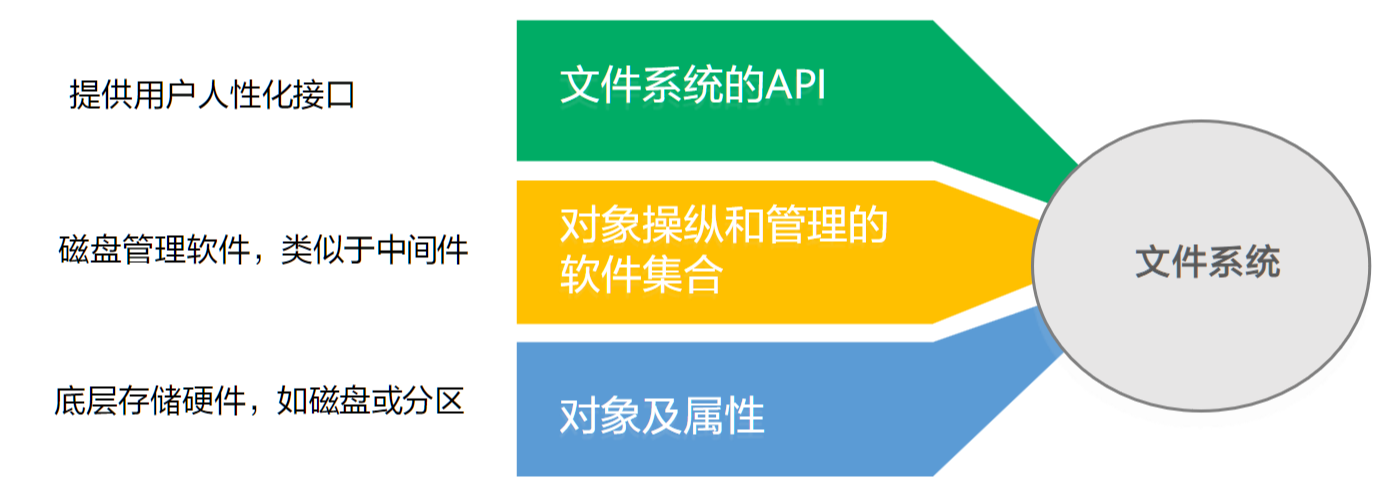 提供用户人性化接口
文件系统的API
磁盘管理软件，类似于中间件
对象操纵和管理的
软件集合
文件系统
底层存储硬件，如磁盘或分区
对象及属性